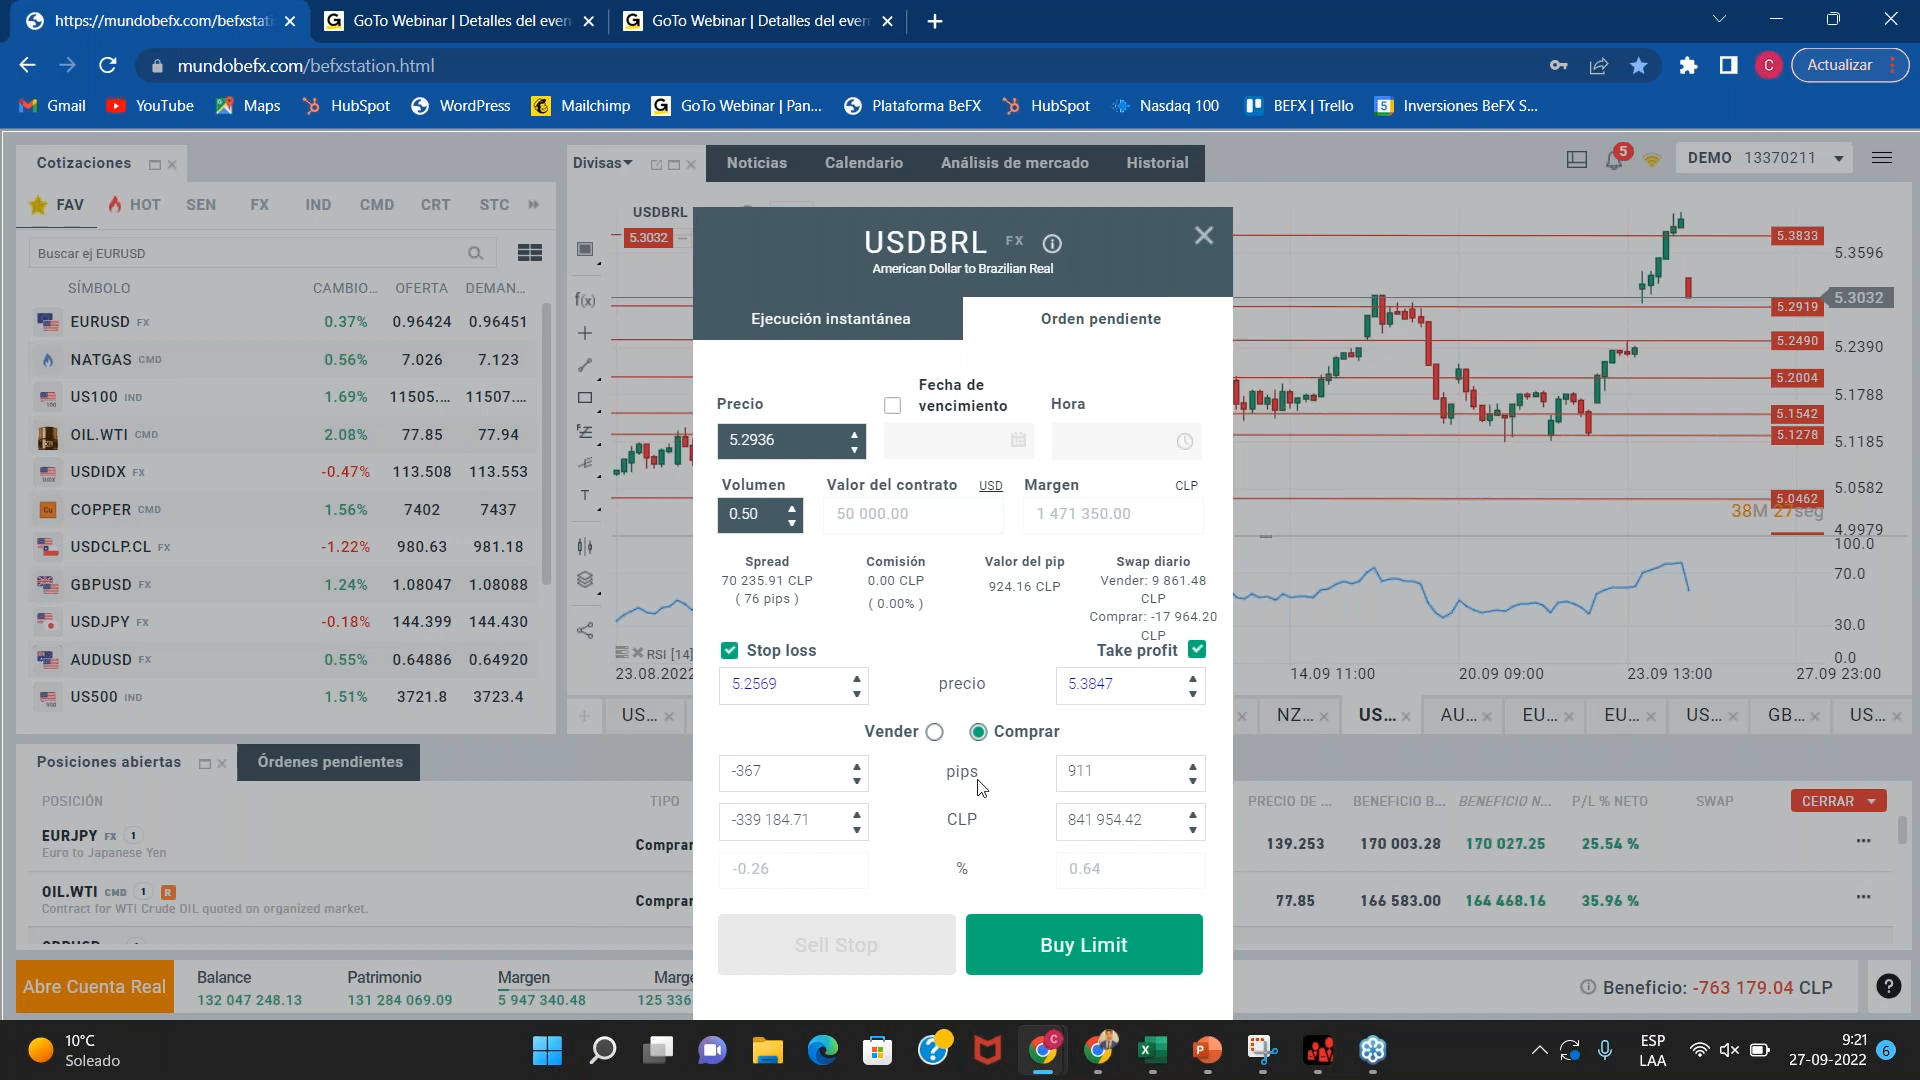 https://mundobefx.com/befxstati
GoTo Webinar | Detalles del even
GoTo Webinar | Detalles del even
mundobefx.com/befxstation.html
C
Actualizar
Gmail
YouTube
Maps
HubSpot
WordPress
Mailchimp
GoTo Webinar | Pan...
Plataforma BeFX
HubSpot
Nasdaq 100
BEFX | Trello
Inversiones BeFX S...
Cotizaciones
Divisas
Noticias
Calendario
Análisis de mercado
Historial
5
DEMO 13370211
FAV HOT SEN FX IND CMD CRT STC
Buscar ej EURUSD
SÍMBOLO CAMBIO... OFERTA DEMAN...
EURUSD FX 0.37% 0.96424 0.96451
NATGAS CMD 0.56% 7.026 7.123
US100 IND 1.69% 11505.... 11507....
OIL.WTI CMD 2.08% 77.85 77.94
USDIDX FX -0.47% 113.508 113.553
COPPER CMD 1.56% 7402 7437
USDCLP.CL FX -1.22% 980.63 981.18
GBPUSD FX 1.24% 1.08047 1.08088
USDJPY FX -0.18% 144.399 144.430
AUDUSD FX 0.55% 0.64886 0.64920
US500 IND 1.51% 3721.8 3723.4
USDBRL
5.3032
f(x)
T
RSI [14]
23.08.2022
14.09 11:00
20.09 09:00
23.09 13:00
27.09 23:00
5.3833
5.3596
5.3032
5.2919
5.2490
5.2390
5.2004
5.1788
5.1542
5.1278
5.1185
5.0582
5.0462
38M 27seg
4.9979
100.0
70.0
30.0
0.0
US...
NZ...
US...
AU...
EU...
EU...
US...
GB...
US...
USDBRL FX
American Dollar to Brazilian Real
Ejecución instantánea
Orden pendiente
Precio
Fecha de
vencimiento
Hora
5.2936
Volumen
Valor del contrato USD
Margen CLP
0.50
50 000.00
1 471 350.00
Spread
70 235.91 CLP
( 76 pips )
Comisión
0.00 CLP
( 0.00% )
Valor del pip
924.16 CLP
Swap diario
Vender: 9 861.48
CLP
Comprar: -17 964.20
CLP
Stop loss
Take profit
5.2569 precio 5.3847
Vender
Comprar
-367 pips 911
-339 184.71 CLP 841 954.42
-0.26 % 0.64
Sell Stop
Buy Limit
Posiciones abiertas
Órdenes pendientes
POSICIÓN
TIPO
PRECIO DE ...
BENEFICIO B...
BENEFICIO N...
P/L % NETO
SWAP
CERRAR
EURJPY FX 1
Euro to Japanese Yen
Comprar
139.253 170 003.28 170 027.25 25.54 %
OIL.WTI CMD 1 R
Contract for WTI Crude OIL quoted on organized market.
Comprar
77.85 166 583.00 164 468.16 35.96 %
Abre Cuenta Real
Balance
132 047 248.13
Patrimonio
131 284 069.09
Margen
5 947 340.48
Marge
125 336
Beneficio: -763 179.04 CLP
10°C
Soleado
ESP
LAA
9:21
27-09-2022
6